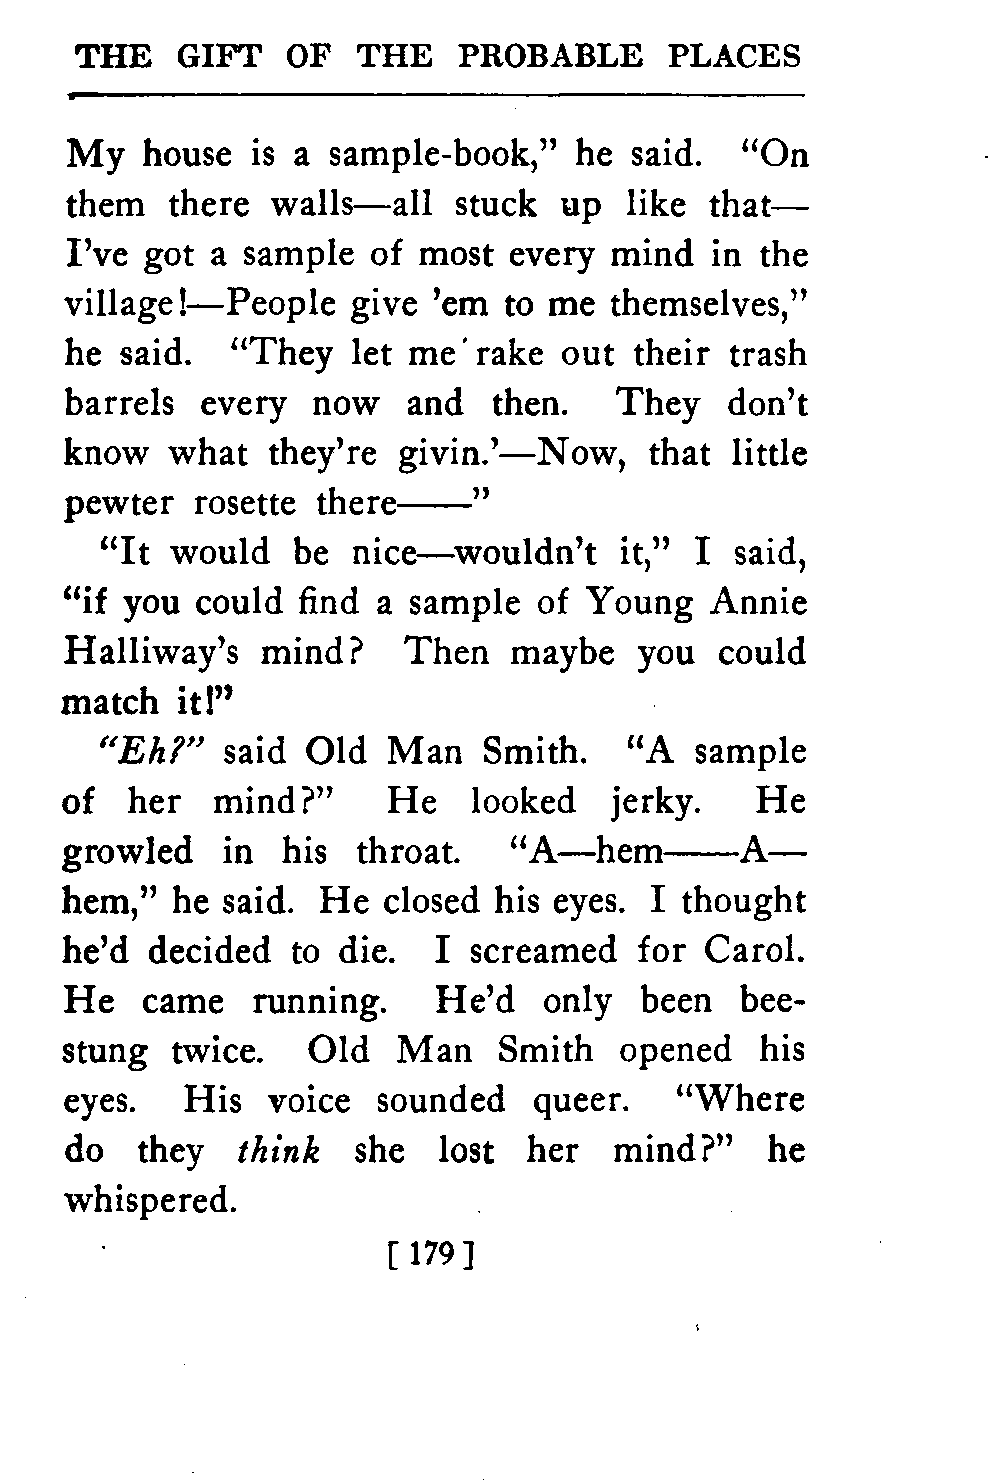 THE GIFT OF THE PROBABLE PLACES
My house is a sample-book,” he said. “On
them there walls—all stuck up like that—
I’ve got a sample of most every mind in the
village!—People give ’em to me themselves,”
he said. “They let me rake out their trash
barrels every now and then. They don’t
know what they’re givin.’—Now, that little
pewter rosette there——”
“It would be nice—wouldn’t it,” I said,
“if you could find a sample of Young Annie
Halliway’s mind? Then maybe you could
match it!”
“Eh?” said Old Man Smith. “A sample
of her mind?” He looked jerky. He
growled in his throat. “A—hem——A—
hem,” he said. He closed his eyes. I thought
he’d decided to die. I screamed for Carol.
He came running. He’d only been bee-
stung twice. Old Man Smith opened his
eyes. His voice sounded queer. “Where
do they think she lost her mind?” he
whispered.
[ 179 ]